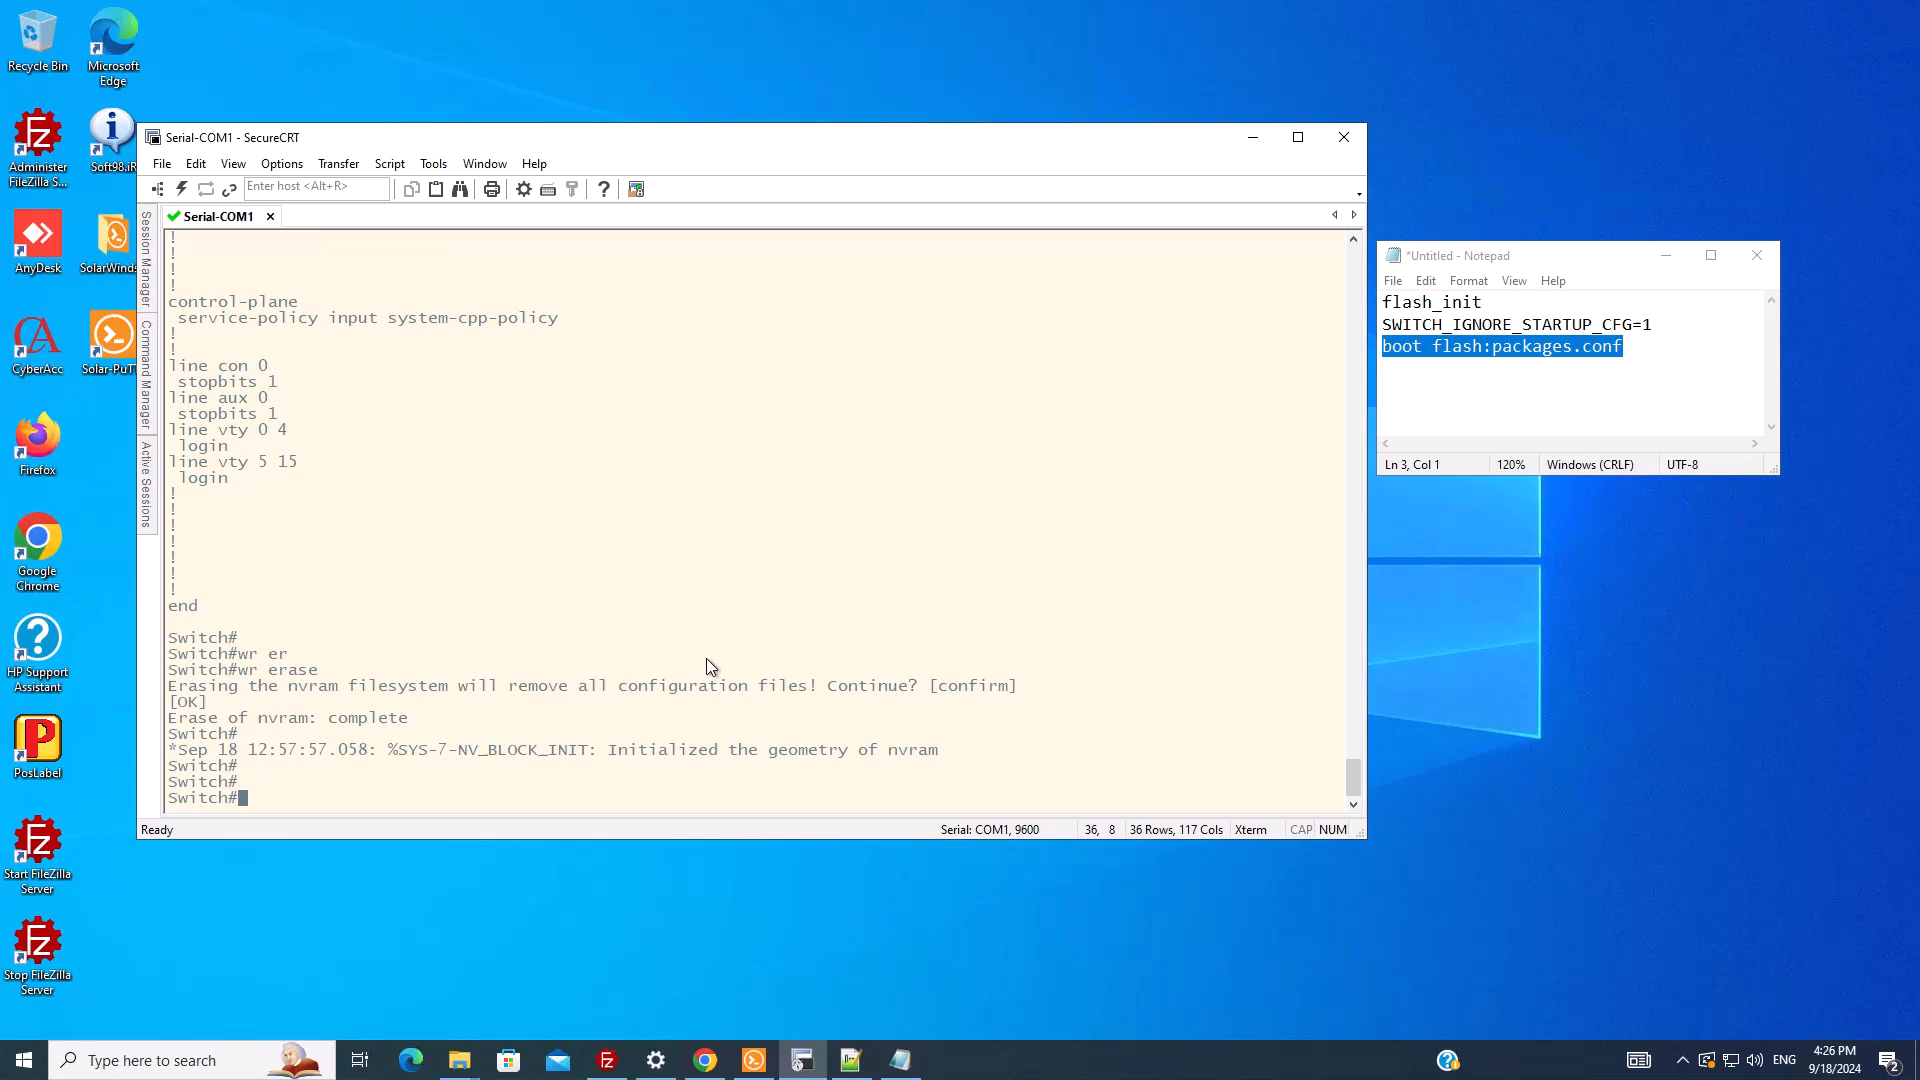 Recycle Bin
Microsoft
Edge
Administer
FileZilla S...
Soft98.iR
AnyDesk
SolarWinds
CyberAcc
Solar-PuT
Firefox
Google
Chrome
HP Support
Assistant
PosLabel
Start FileZilla
Server
Stop FileZilla
Server
Serial-COM1 - SecureCRT
File Edit View Options Transfer Script Tools Window Help
Enter host <Alt+R>
Serial-COM1
Session Manager
Command Manager
Active Sessions
!
!
!
!
control-plane
 service-policy input system-cpp-policy
!
!
line con 0
 stopbits 1
line aux 0
 stopbits 1
line vty 0 4
 login
line vty 5 15
 login
!
!
!
!
!
!
!
end
Switch#
Switch#wr er
Switch#wr erase
Erasing the nvram filesystem will remove all configuration files! Continue? [confirm]
[OK]
Erase of nvram: complete
Switch#
*Sep 18 12:57:57.058: %SYS-7-NV_BLOCK_INIT: Initialized the geometry of nvram
Switch#
Switch#
Switch#
Ready Serial: COM1, 9600 36, 8 36 Rows, 117 Cols Xterm CAP NUM
*Untitled - Notepad
File Edit Format View Help
flash_init
SWITCH_IGNORE_STARTUP_CFG=1
boot flash:packages.conf
Ln 3, Col 1 120% Windows (CRLF) UTF-8
Type here to search
ENG
4:26 PM
9/18/2024
2